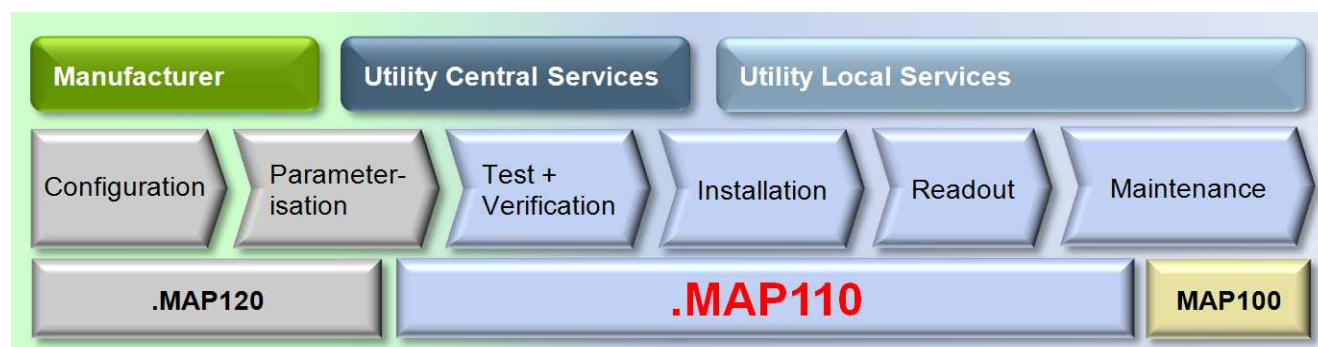 Manufacturer
Utility Central Services
Utility Local Services
Configuration
Parameter-
isation
Test +
Verification
Installation
Readout
Maintenance
.MAP120
.MAP110
MAP100